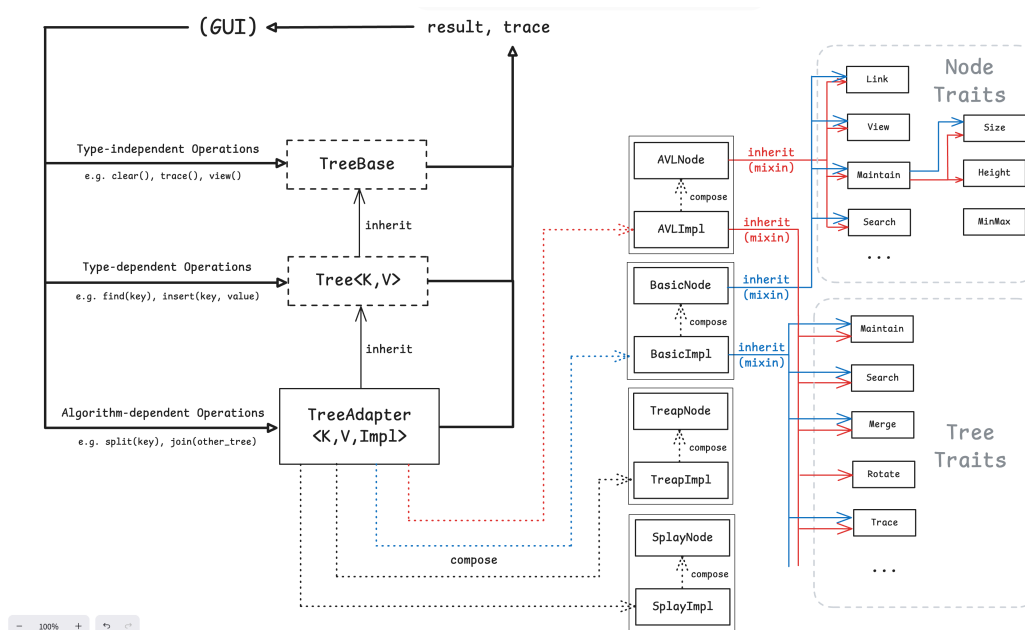 (GUI)
result, trace
Type-independent Operations
e.g. clear(), trace(), view()
TreeBase
inherit
Type-dependent Operations
e.g. find(key), insert(key, value)
Tree<K,V>
inherit
Algorithm-dependent Operations
e.g. split(key), join(other_tree)
TreeAdapter
<K,V,Impl>
compose
AVLNode
compose
AVLImpl
inherit
(mixin)
inherit
(mixin)
BasicNode
compose
BasicImpl
inherit
(mixin)
inherit
(mixin)
TreapNode
compose
TreapImpl
SplayNode
compose
SplayImpl
Node
Traits
Link
View
Maintain
Search
...
Size
Height
MinMax
Tree
Traits
Maintain
Search
Merge
Rotate
Trace
...
− 100% +